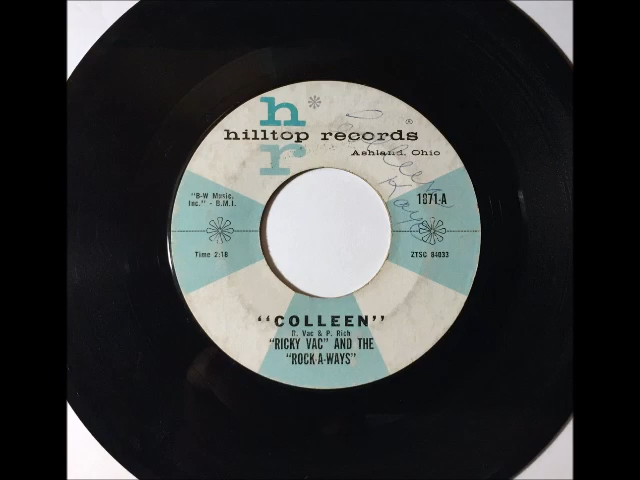 h
hilltop records ®
r
Ashland, Ohio
"B-W Music,
Inc." - B.M.I.
1871-A
Time 2:18
ZTSC 84033
"COLLEEN"
R. Vac & P. Rich
"RICKY VAC" AND THE
"ROCK-A-WAYS"